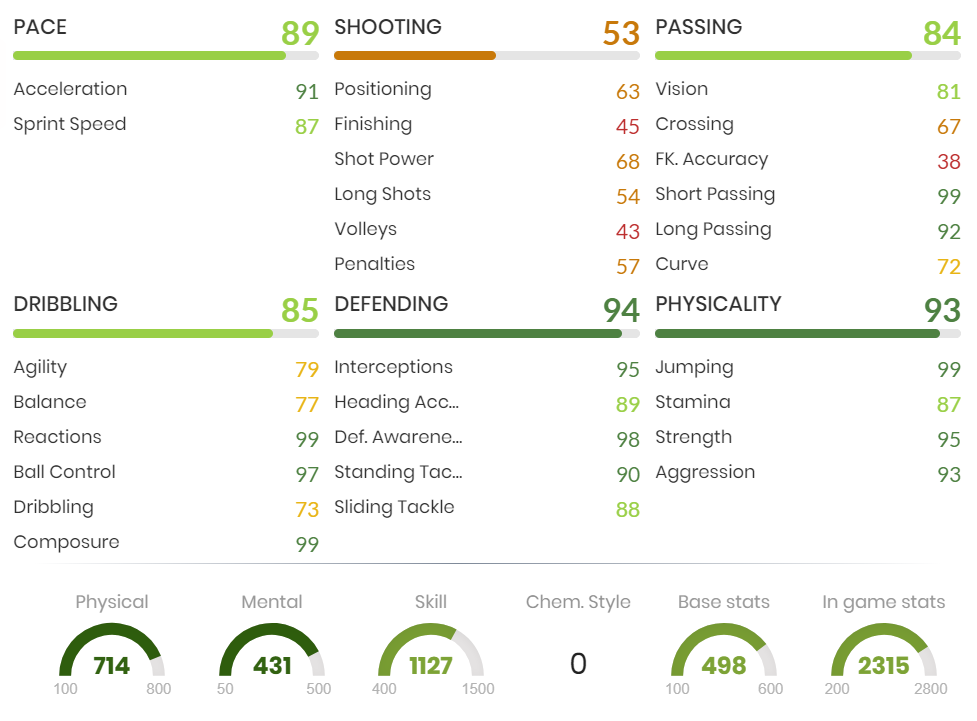 PACE 89
Acceleration 91
Sprint Speed 87
SHOOTING 53
Positioning 63
Finishing 45
Shot Power 68
Long Shots 54
Volleys 43
Penalties 57
PASSING 84
Vision 81
Crossing 67
FK. Accuracy 38
Short Passing 99
Long Passing 92
Curve 72
DRIBBLING 85
Agility 79
Balance 77
Reactions 99
Ball Control 97
Dribbling 73
Composure 99
DEFENDING 94
Interceptions 95
Heading Acc... 89
Def. Awarene... 98
Standing Tac... 90
Sliding Tackle 88
PHYSICALITY 93
Jumping 99
Stamina 87
Strength 95
Aggression 93
Physical
714
100 800
Mental
431
50 500
Skill
1127
400 1500
Chem. Style
0
Base stats
498
100 600
In game stats
2315
200 2800